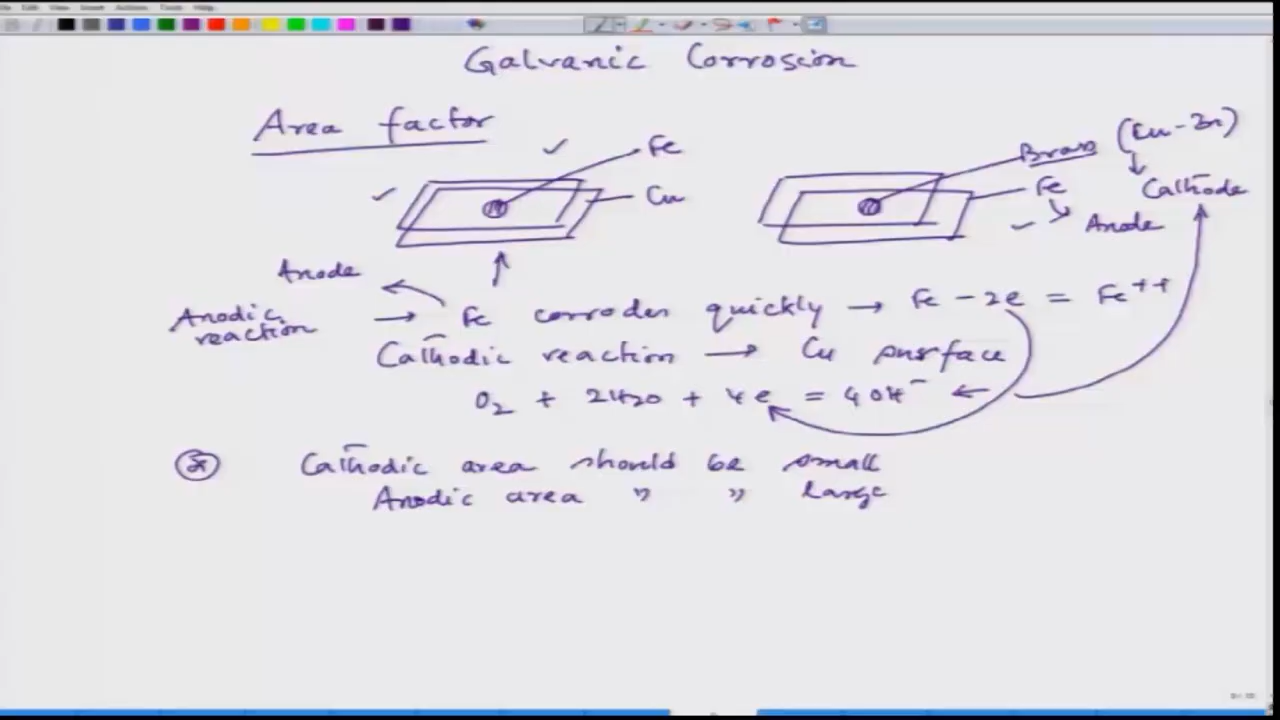 Galvanic Corrosion
Area factor
Fe
Cu
Brass (Cu-Zn)
Fe
Cathode
Anode
Anode
Anodic reaction → Fe corrodes quickly → Fe - 2e = Fe++
Cathodic reaction → Cu surface
O2 + 2H2O + 4e = 4OH- ←
Cathodic area should be small
Anodic area " " large